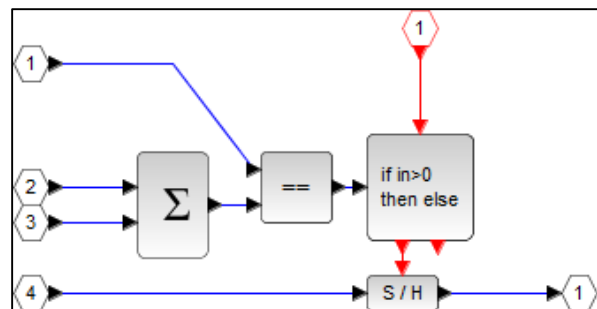 1
1
2
3
Σ
==
if in>0
then else
4
S / H
1